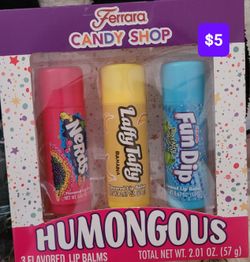 Ferrara
CANDY SHOP
$5
Nerds
Laffy Taffy
BANANA
Fun Dip
HUMONGOUS
3 FLAVORED LIP BALMS
TOTAL NET WT. 2.01 OZ. (57 g)